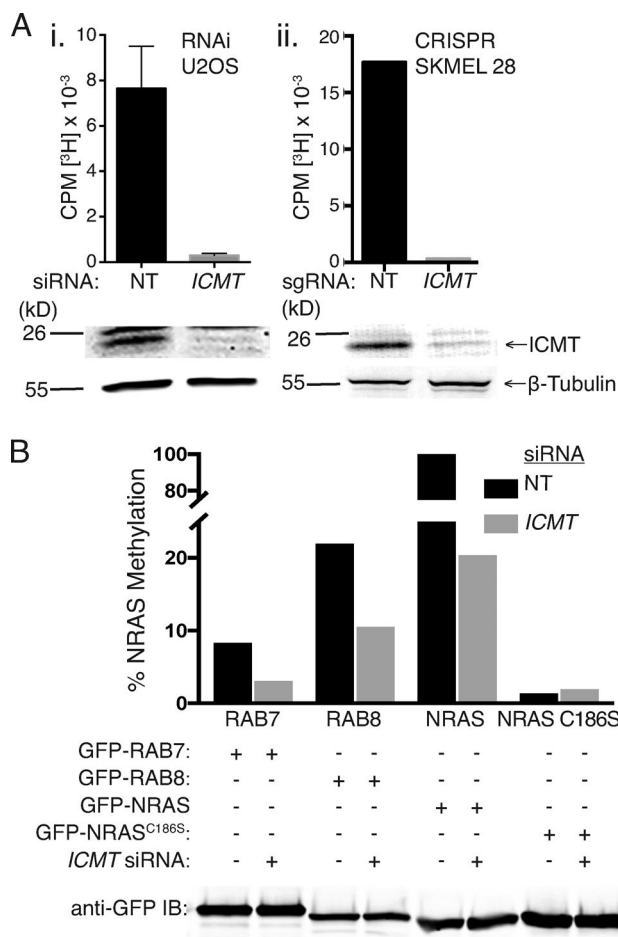 A
i.
RNAi
U2OS
CPM [³H] x 10⁻³
8
6
4
2
0
siRNA: NT ICMT
ii.
CRISPR
SKMEL 28
CPM [³H] x 10⁻³
20
15
10
5
0
sgRNA: NT ICMT
(kD)
26
55
(kD)
26
55
←ICMT
←β-Tubulin
B
% NRAS Methylation
100
80
20
10
0
siRNA
NT
ICMT
RAB7 RAB8 NRAS NRAS C186S
GFP-RAB7: + + - - - - - -
GFP-RAB8: - - + + - - - -
GFP-NRAS - - - - + + - -
GFP-NRASC186S: - - - - - - + +
ICMT siRNA: - + - + - + - +
anti-GFP IB: